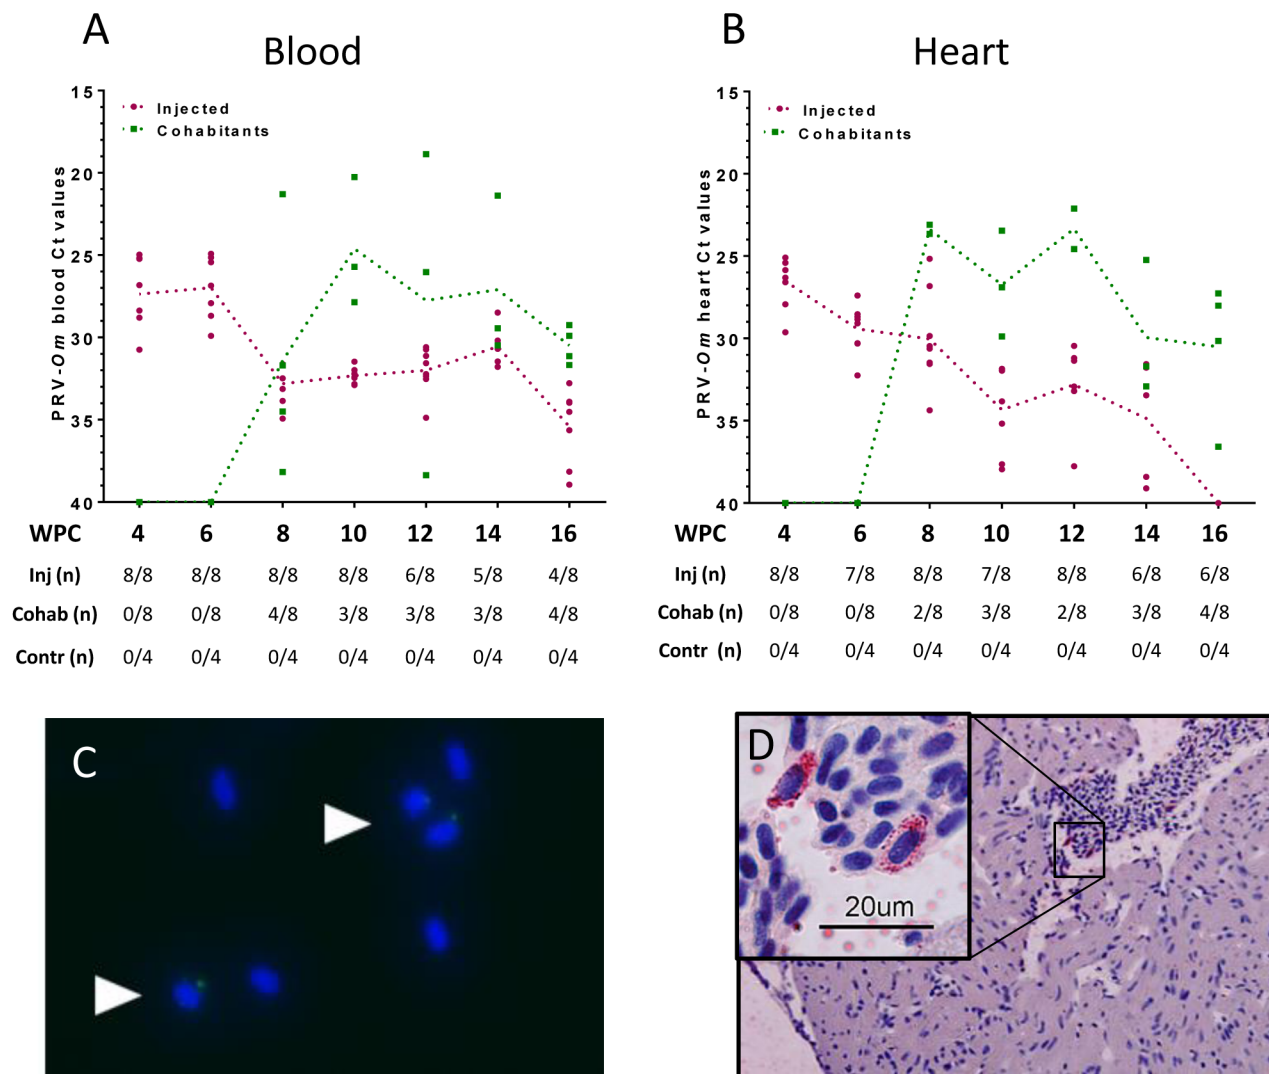 A
Blood
15
20
25
30
35
40
PRV-Om blood Ct values
Injected
Cohabitants
WPC 4 6 8 10 12 14 16
Inj (n) 8/8 8/8 8/8 8/8 6/8 5/8 4/8
Cohab (n) 0/8 0/8 4/8 3/8 3/8 3/8 4/8
Contr (n) 0/4 0/4 0/4 0/4 0/4 0/4 0/4
B
Heart
15
20
25
30
35
40
PRV-Om heart Ct values
Injected
Cohabitants
WPC 4 6 8 10 12 14 16
Inj (n) 8/8 7/8 8/8 7/8 8/8 6/8 6/8
Cohab (n) 0/8 0/8 2/8 3/8 2/8 3/8 4/8
Contr (n) 0/4 0/4 0/4 0/4 0/4 0/4 0/4
C
D
20um